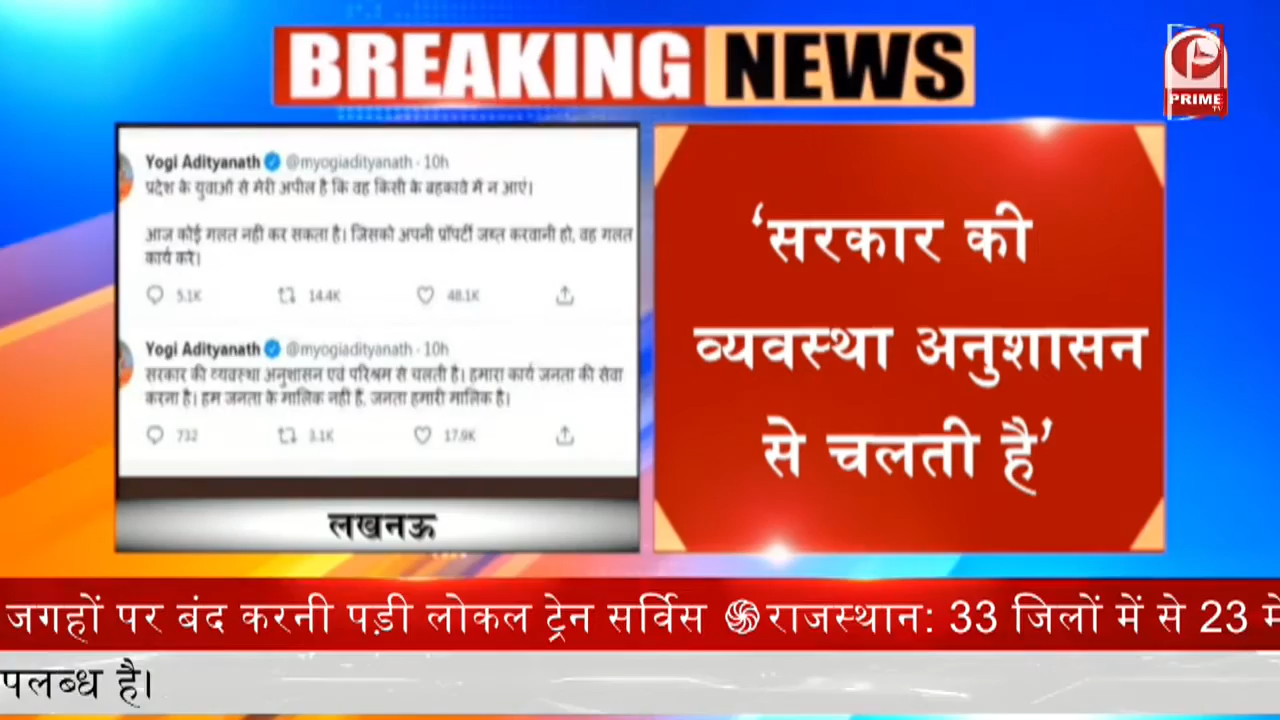 BREAKING NEWS
PRIME
TV
Yogi Adityanath @myogiadityanath · 10h
प्रदेश के युवाओं से मेरी अपील है कि वह किसी के बहकावे में न आएं।
आज कोई गलत नहीं कर सकता है। जिसको अपनी प्रॉपर्टी जब्त करवानी हो, वह गलत
कार्य करे।
5.1K 14.4K 48.1K
Yogi Adityanath @myogiadityanath · 10h
सरकार की व्यवस्था अनुशासन एवं परिश्रम से चलती है। हमारा कार्य जनता की सेवा
करना है। हम जनता के मालिक नहीं हैं, जनता हमारी मालिक है।
732 3.1K 17.9K
लखनऊ
‘सरकार की
व्यवस्था अनुशासन
से चलती है’
जगहों पर बंद करनी पड़ी लोकल ट्रेन सर्विस राजस्थान: 33 जिलों में से 23 मे
पलब्ध है।